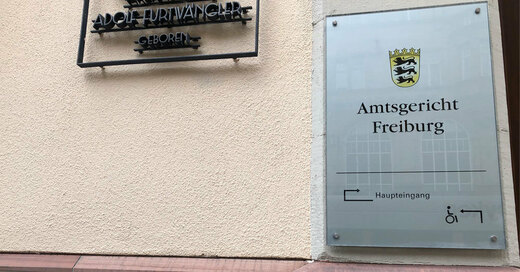 ADOLF FURTWÄNGLER
GEBOREN
Amtsgericht
Freiburg
Haupteingang